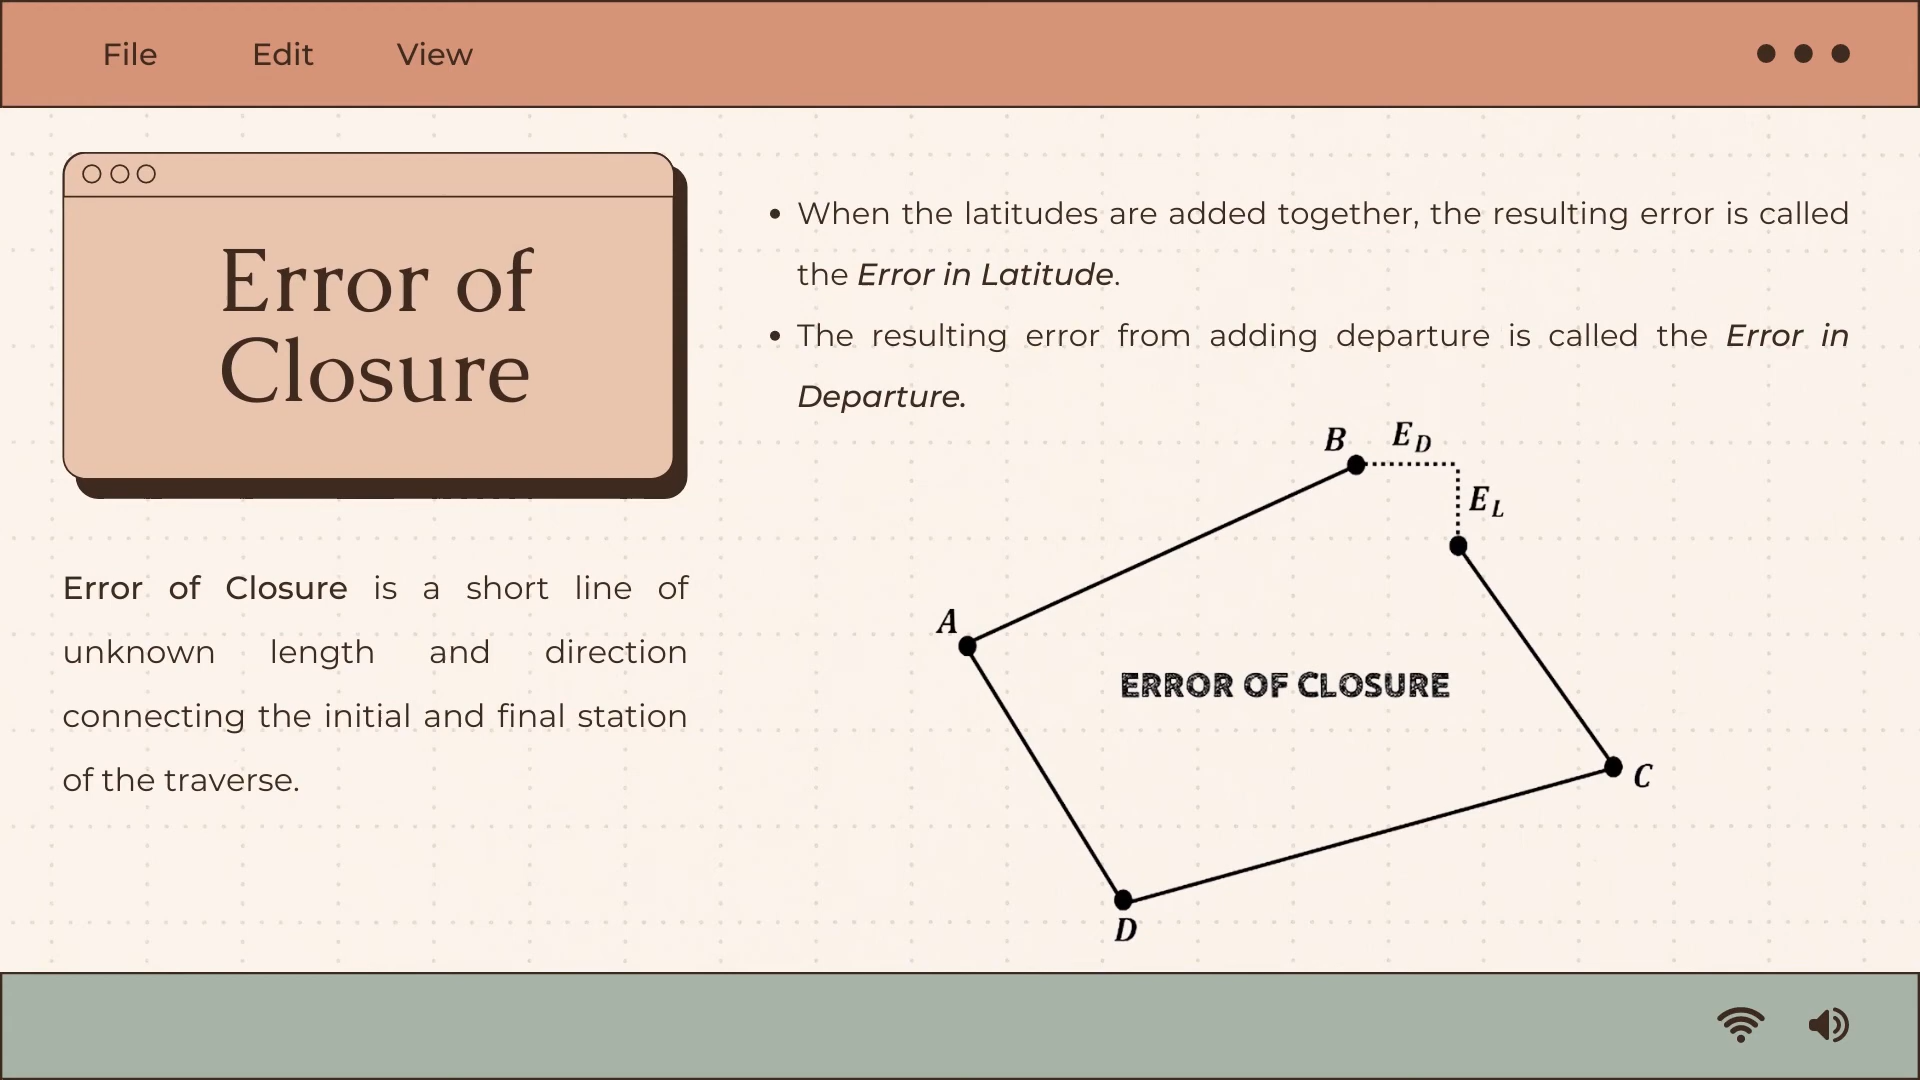 File Edit View
Error of
Closure
Error of Closure is a short line of
unknown length and direction
connecting the initial and final station
of the traverse.
• When the latitudes are added together, the resulting error is called
the Error in Latitude.
• The resulting error from adding departure is called the Error in
Departure.
B E_D
E_L
A
ERROR OF CLOSURE
C
D